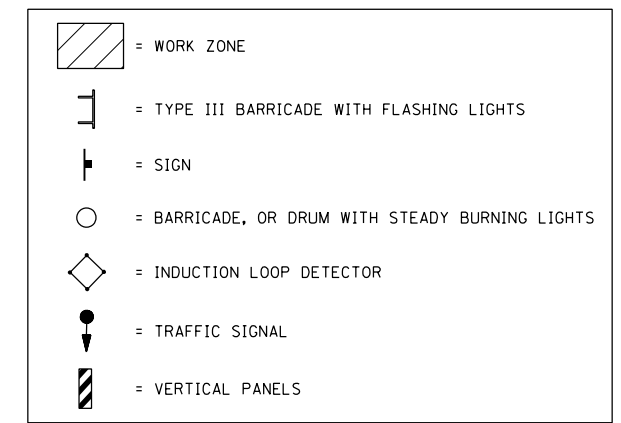 = WORK ZONE
= TYPE III BARRICADE WITH FLASHING LIGHTS
= SIGN
= BARRICADE, OR DRUM WITH STEADY BURNING LIGHTS
= INDUCTION LOOP DETECTOR
= TRAFFIC SIGNAL
= VERTICAL PANELS